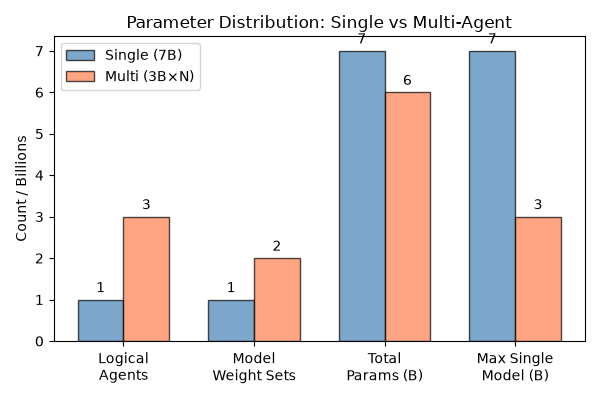 Parameter Distribution: Single vs Multi-Agent
Single (7B)
Multi (3B×N)
Count / Billions
7
6
5
4
3
2
1
0
1
3
1
2
7
6
7
3
Logical
Agents
Model
Weight Sets
Total
Params (B)
Max Single
Model (B)